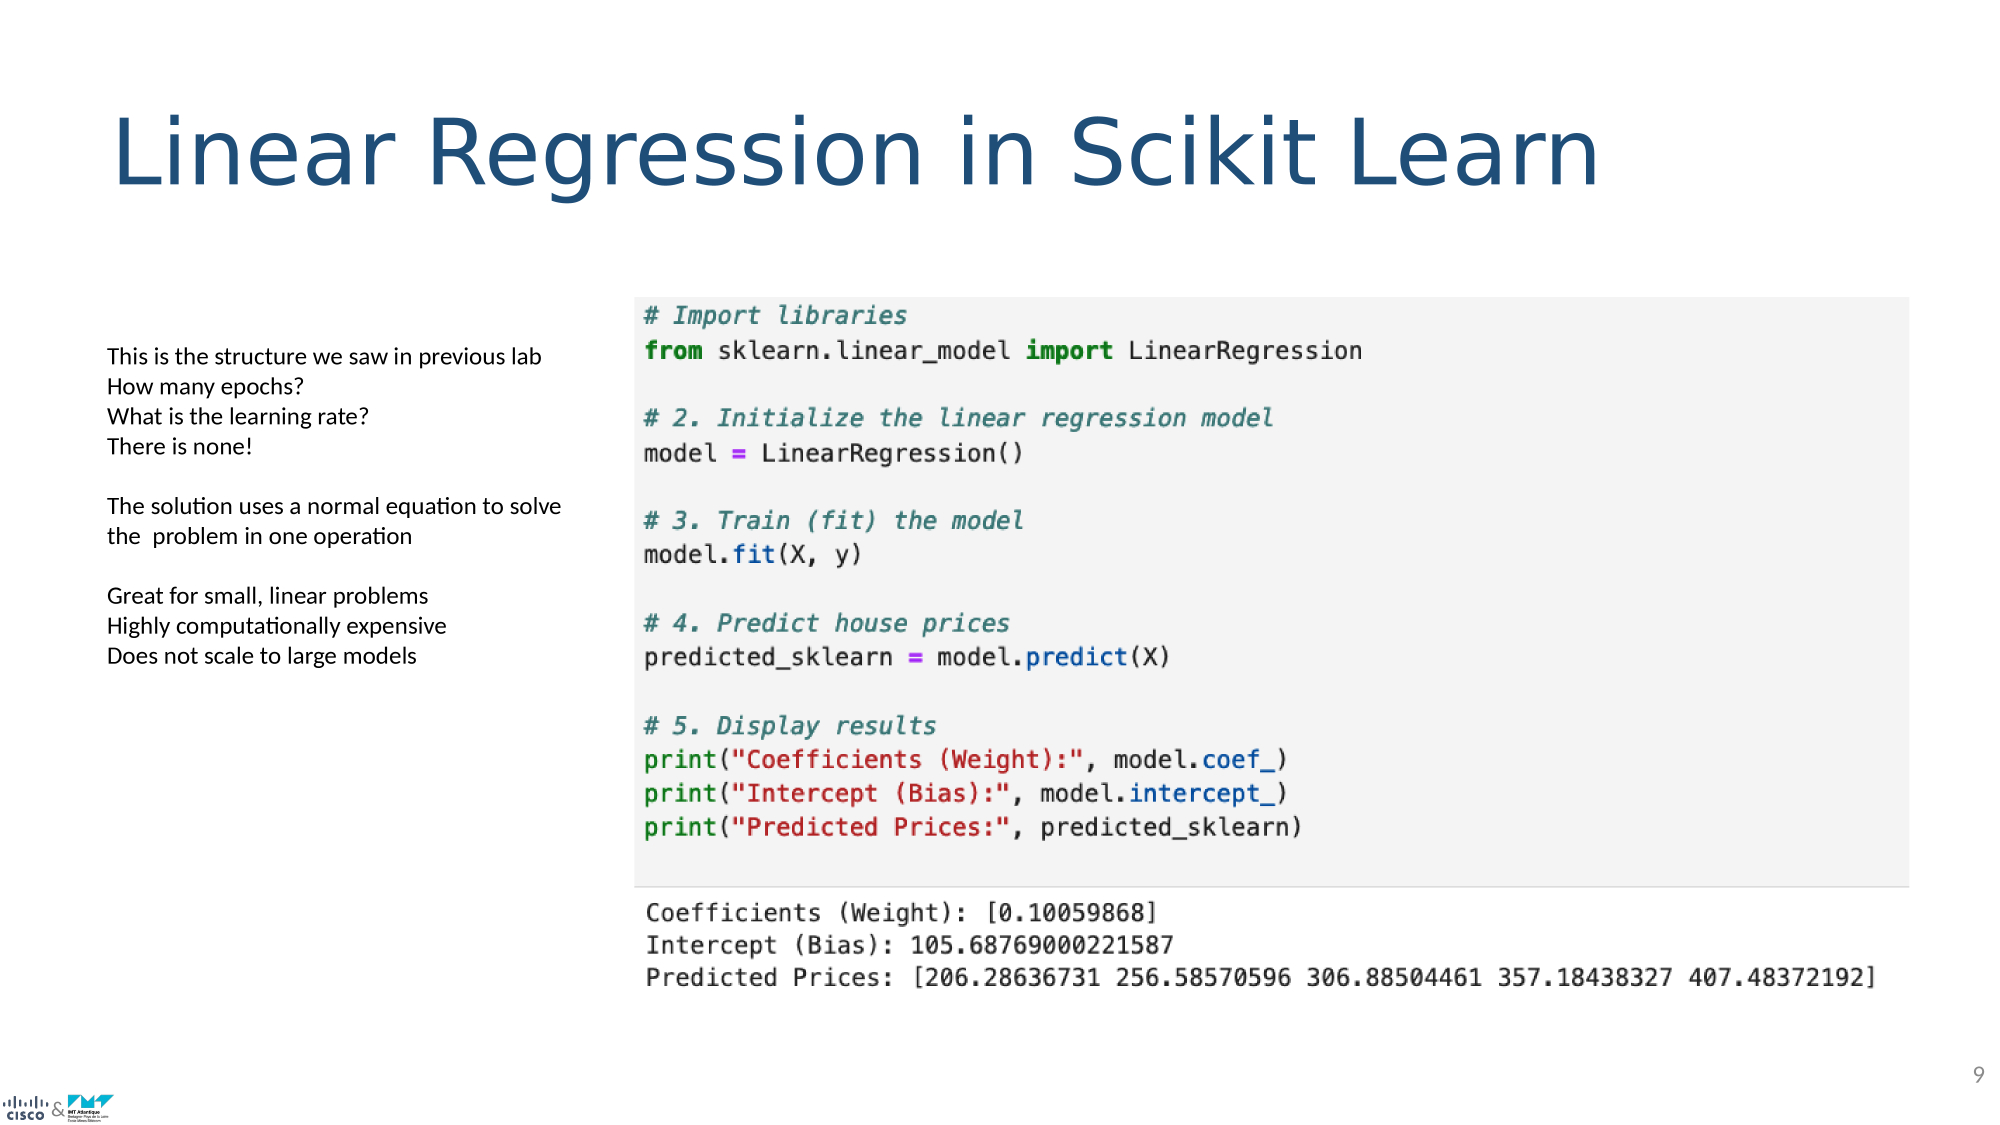 Linear Regression in Scikit Learn
This is the structure we saw in previous lab
How many epochs?
What is the learning rate?
There is none!
The solution uses a normal equation to solve
the  problem in one operation
Great for small, linear problems
Highly computationally expensive
Does not scale to large models
# Import libraries
from sklearn.linear_model import LinearRegression
# 2. Initialize the linear regression model
model = LinearRegression()
# 3. Train (fit) the model
model.fit(X, y)
# 4. Predict house prices
predicted_sklearn = model.predict(X)
# 5. Display results
print("Coefficients (Weight):", model.coef_)
print("Intercept (Bias):", model.intercept_)
print("Predicted Prices:", predicted_sklearn)
Coefficients (Weight): [0.10059868]
Intercept (Bias): 105.68769000221587
Predicted Prices: [206.28636731 256.58570596 306.88504461 357.18438327 407.48372192]
9
CISCO & IMT Atlantique